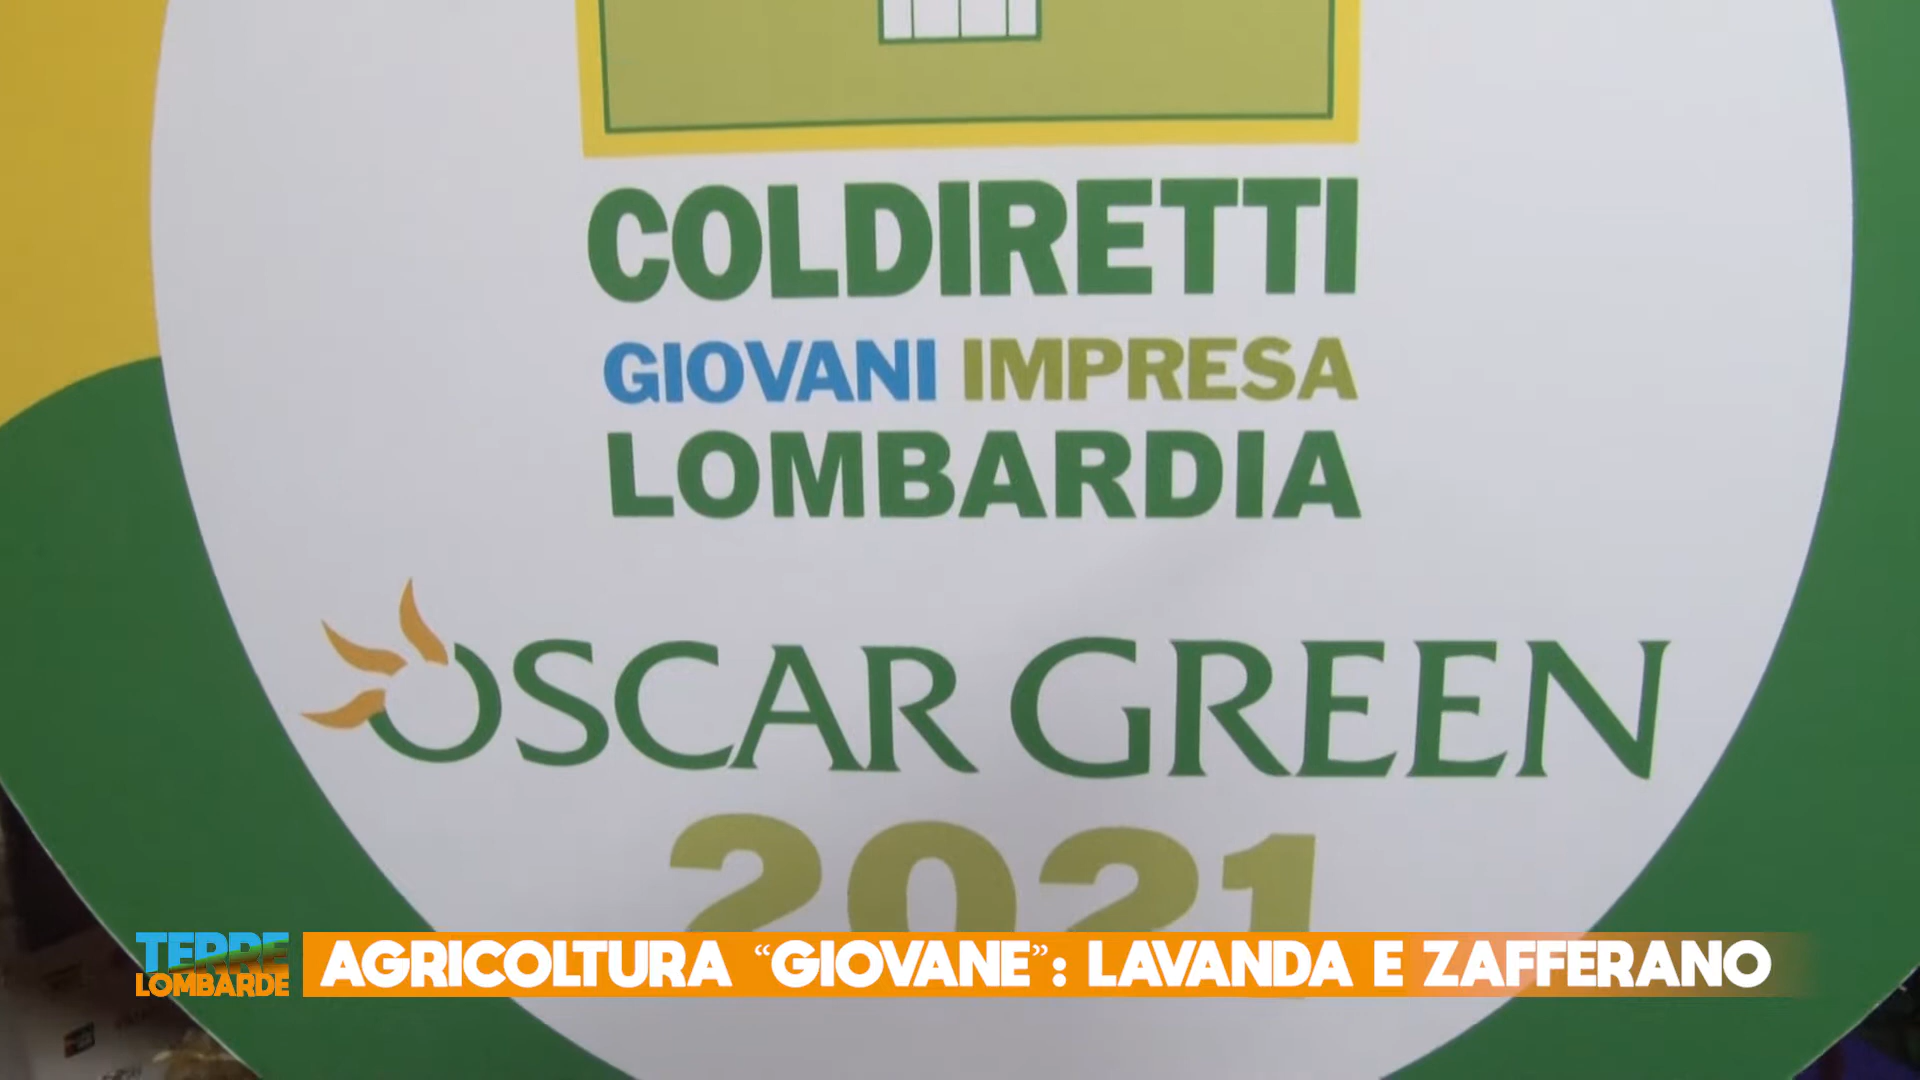 COLDIRETTI
GIOVANI IMPRESA
LOMBARDIA
OSCAR GREEN
2021
TERRE
LOMBARDE
AGRICOLTURA “GIOVANE”: LAVANDA E ZAFFERANO